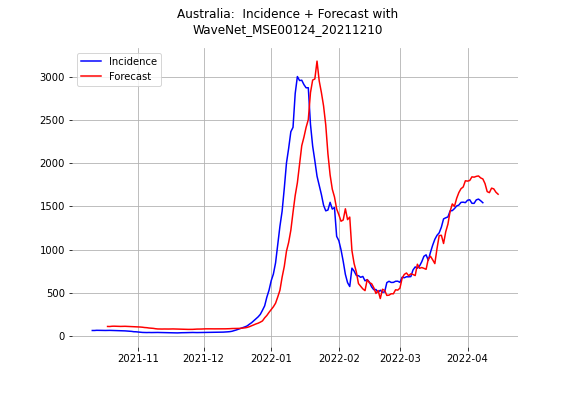 Australia:  Incidence + Forecast with
WaveNet_MSE00124_20211210
Incidence
Forecast
3000
2500
2000
1500
1000
500
0
2021-11 2021-12 2022-01 2022-02 2022-03 2022-04